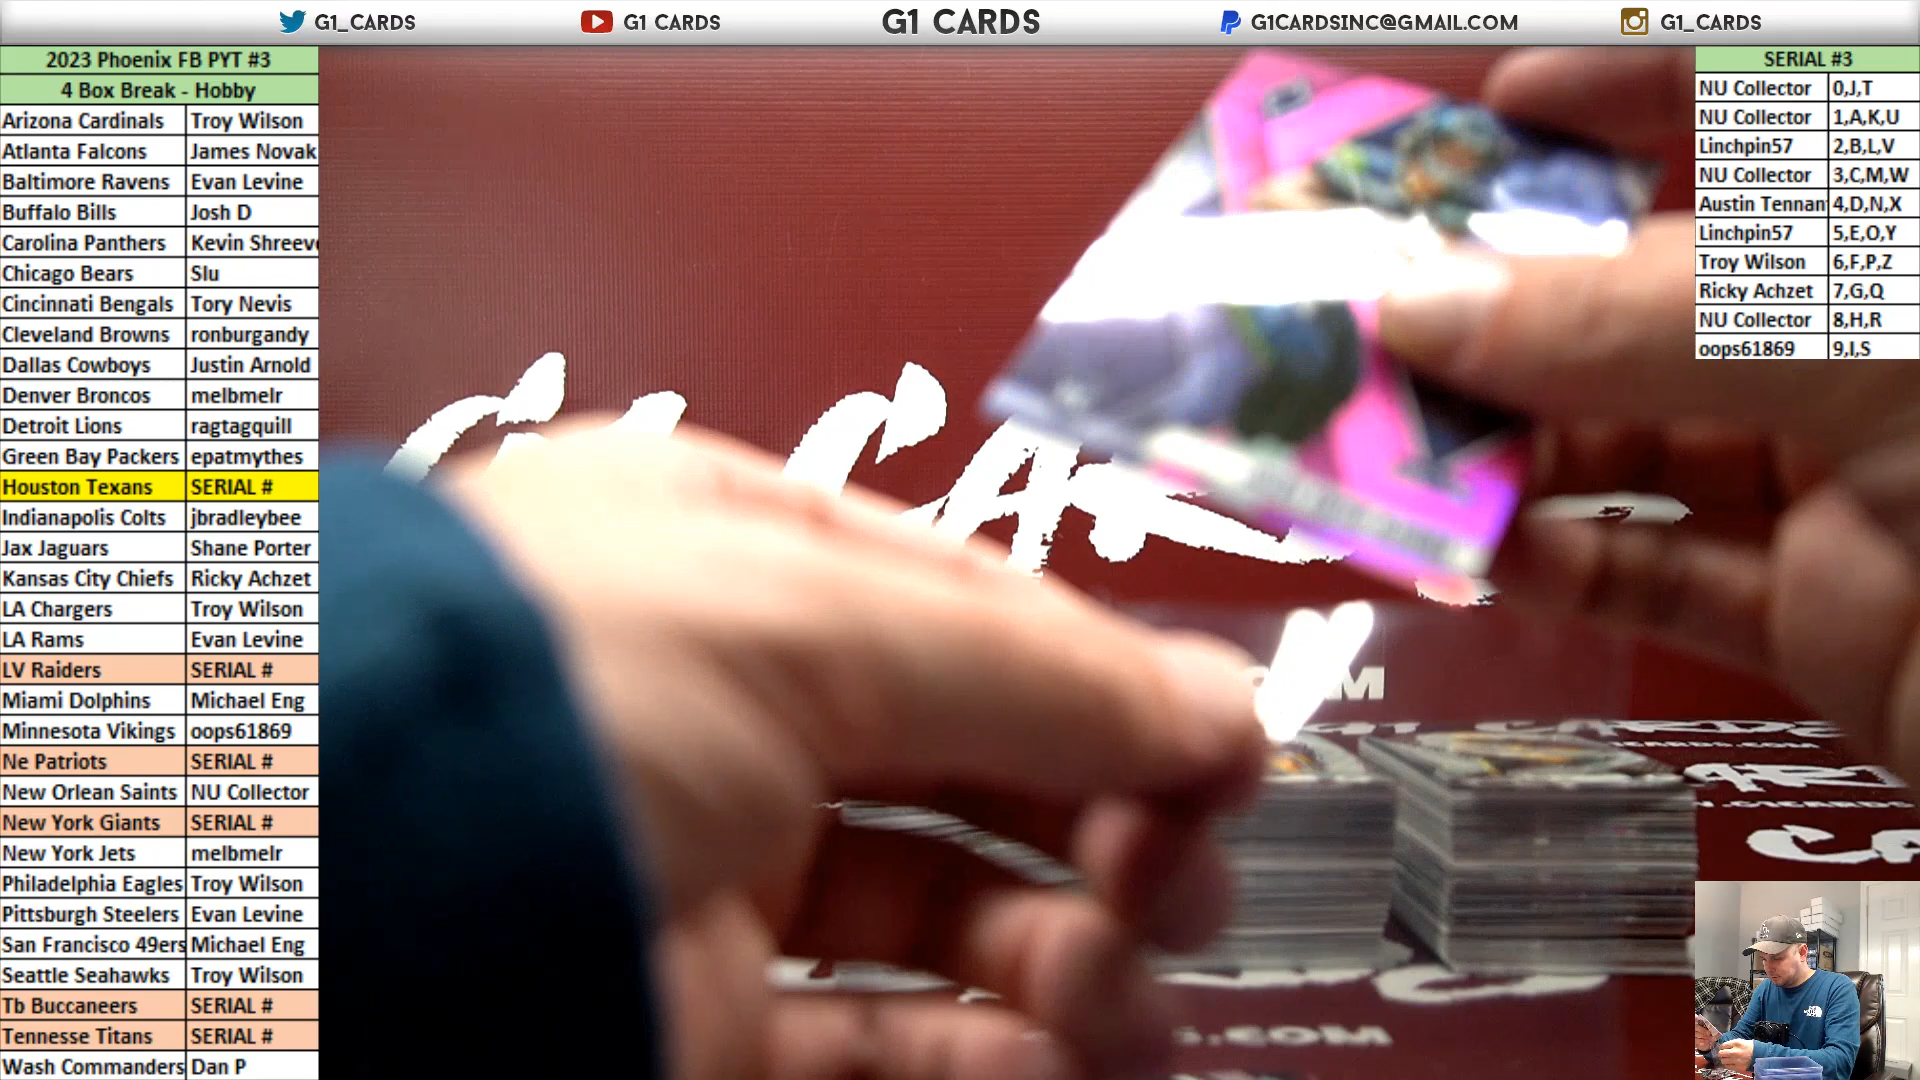 G1_CARDS G1 CARDS G1 CARDS G1CARDSINC@GMAIL.COM G1_CARDS
2023 Phoenix FB PYT #3
4 Box Break - Hobby
Arizona Cardinals Troy Wilson
Atlanta Falcons James Novak
Baltimore Ravens Evan Levine
Buffalo Bills Josh D
Carolina Panthers Kevin Shreev
Chicago Bears Slu
Cincinnati Bengals Tory Nevis
Cleveland Browns ronburgandy
Dallas Cowboys Justin Arnold
Denver Broncos melbmelr
Detroit Lions ragtagquill
Green Bay Packers epatmythes
Houston Texans SERIAL #
Indianapolis Colts jbradleybee
Jax Jaguars Shane Porter
Kansas City Chiefs Ricky Achzet
LA Chargers Troy Wilson
LA Rams Evan Levine
LV Raiders SERIAL #
Miami Dolphins Michael Eng
Minnesota Vikings oops61869
Ne Patriots SERIAL #
New Orlean Saints NU Collector
New York Giants SERIAL #
New York Jets melbmelr
Philadelphia Eagles Troy Wilson
Pittsburgh Steelers Evan Levine
San Francisco 49ers Michael Eng
Seattle Seahawks Troy Wilson
Tb Buccaneers SERIAL #
Tennesse Titans SERIAL #
Wash Commanders Dan P
SERIAL #3
NU Collector 0,J,T
NU Collector 1,A,K,U
Linchpin57 2,B,L,V
NU Collector 3,C,M,W
Austin Tennan 4,D,N,X
Linchpin57 5,E,O,Y
Troy Wilson 6,F,P,Z
Ricky Achzet 7,G,Q
NU Collector 8,H,R
oops61869 9,I,S